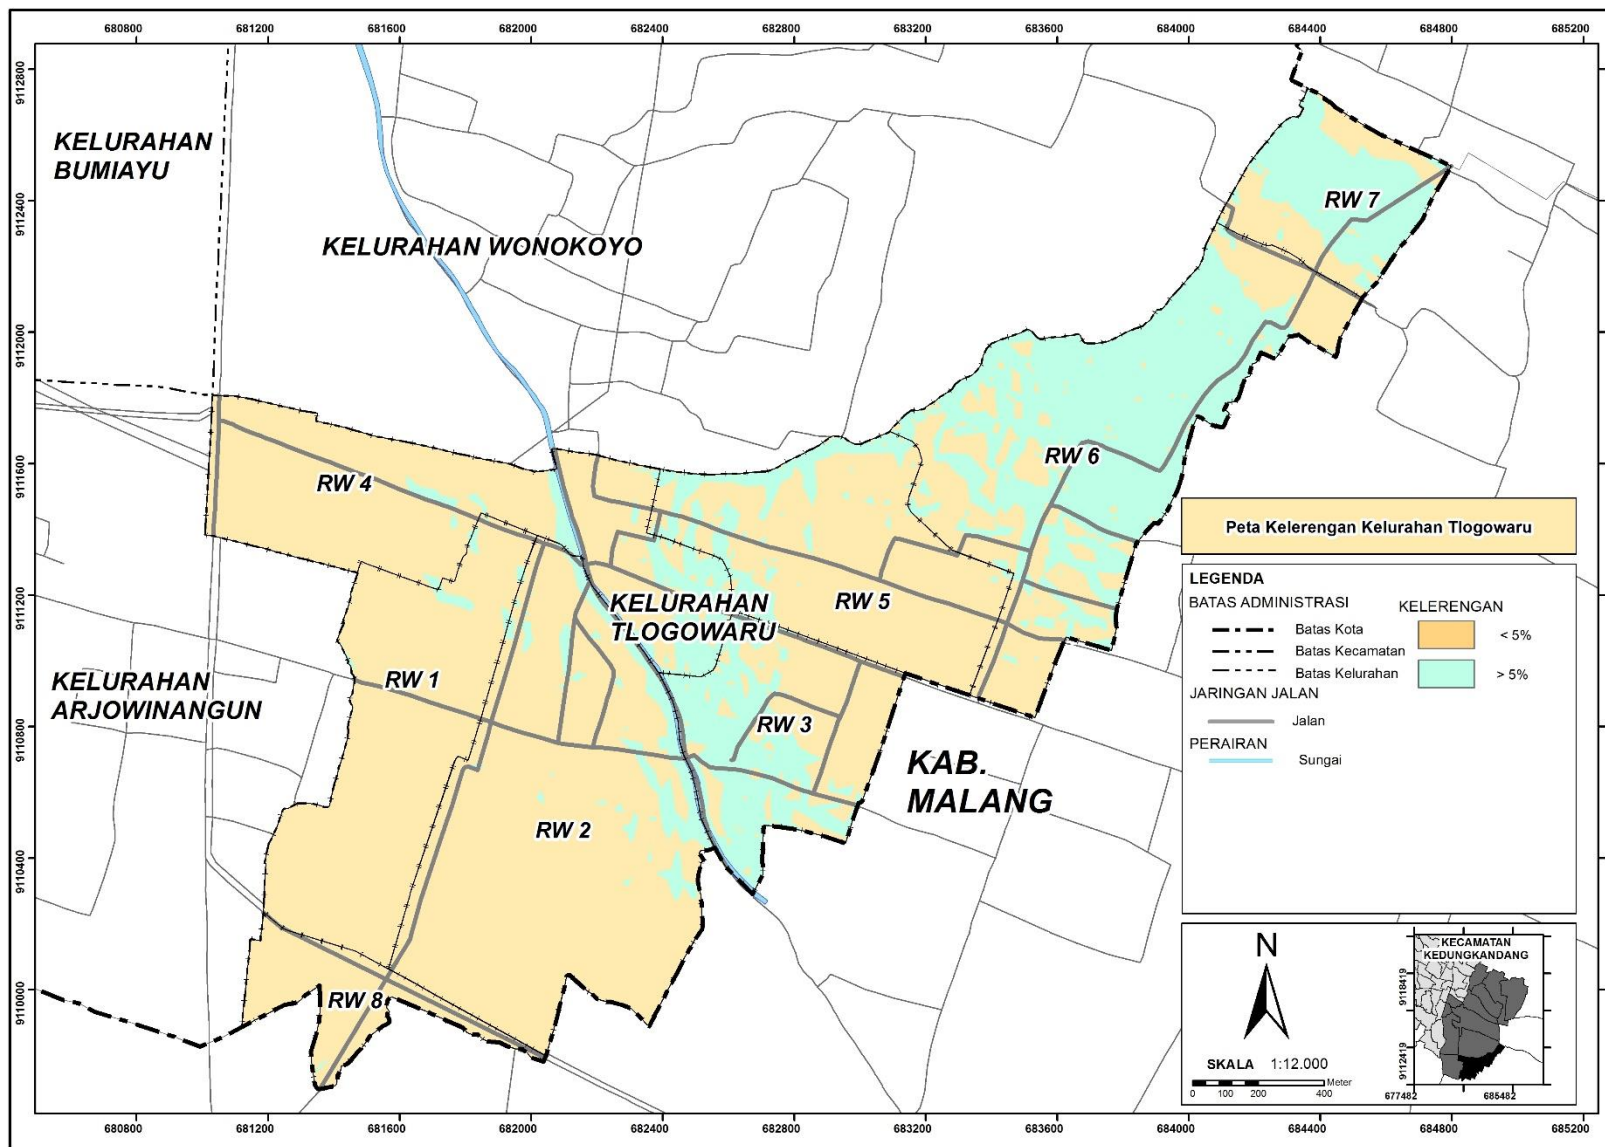 680800 681200 681600 682000 682400 682800 683200 683600 684000 684400 684800 685200
9112800
9112400
9112000
9111600
9111200
9110800
9110400
9110000
KELURAHAN
BUMIAYU
KELURAHAN WONOKOYO
RW 7
RW 4
RW 6
RW 5
KELURAHAN
TLOGOWARU
KELURAHAN
ARJOWINANGUN
RW 1
RW 3
KAB.
MALANG
RW 2
RW 8
Peta Kelerengan Kelurahan Tlogowaru
LEGENDA
BATAS ADMINISTRASI
Batas Kota
Batas Kecamatan
Batas Kelurahan
JARINGAN JALAN
Jalan
PERAIRAN
Sungai
KELERENGAN
< 5%
> 5%
N
SKALA 1:12.000
0 100 200 400 Meter
KECAMATAN
KEDUNGKANDANG
9118419
9112419
677482 685482
680800 681200 681600 682000 682400 682800 683200 683600 684000 684400 684800 685200